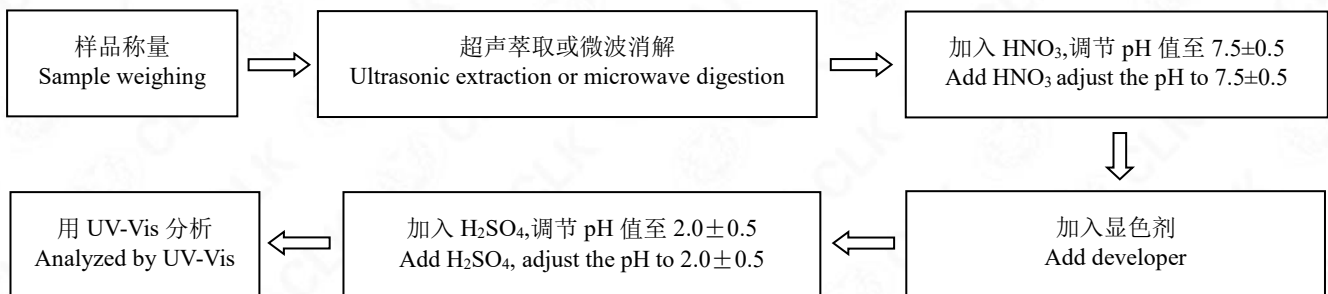 样品称量
Sample weighing
超声萃取或微波消解
Ultrasonic extraction or microwave digestion
加入 HNO₃,调节 pH 值至 7.5±0.5
Add HNO₃ adjust the pH to 7.5±0.5
加入显色剂
Add developer
加入 H₂SO₄,调节 pH 值至 2.0±0.5
Add H₂SO₄, adjust the pH to 2.0±0.5
用 UV-Vis 分析
Analyzed by UV-Vis
CLK